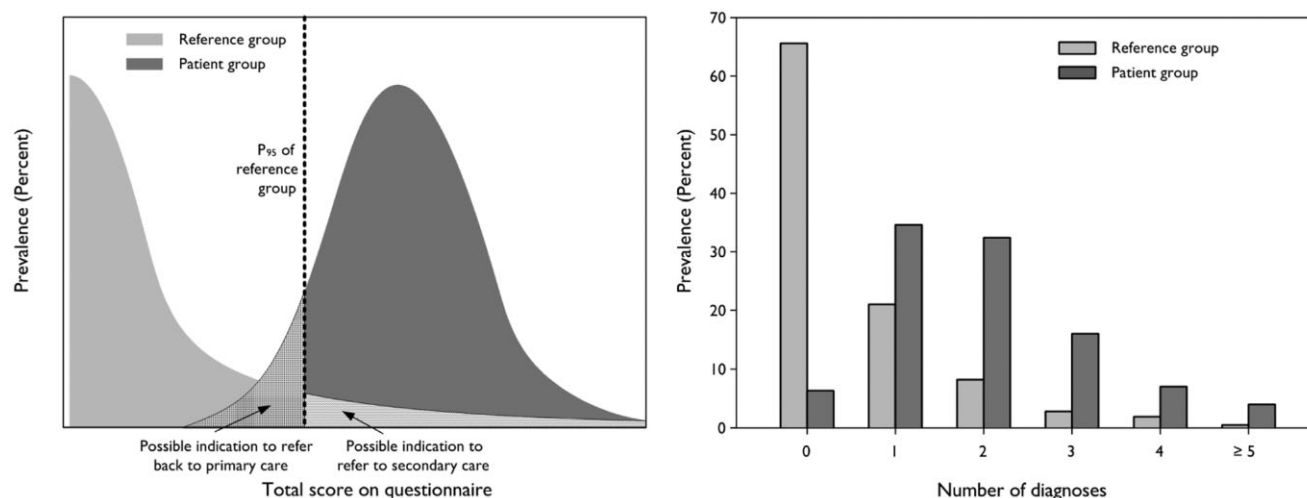 Reference group
Patient group
P₉₅ of
reference
group
Prevalence (Percent)
Possible indication to refer
back to primary care
Possible indication to
refer to secondary care
Total score on questionnaire
70
60
50
40
30
20
10
0
Prevalence (Percent)
Reference group
Patient group
0 1 2 3 4 ≥ 5
Number of diagnoses